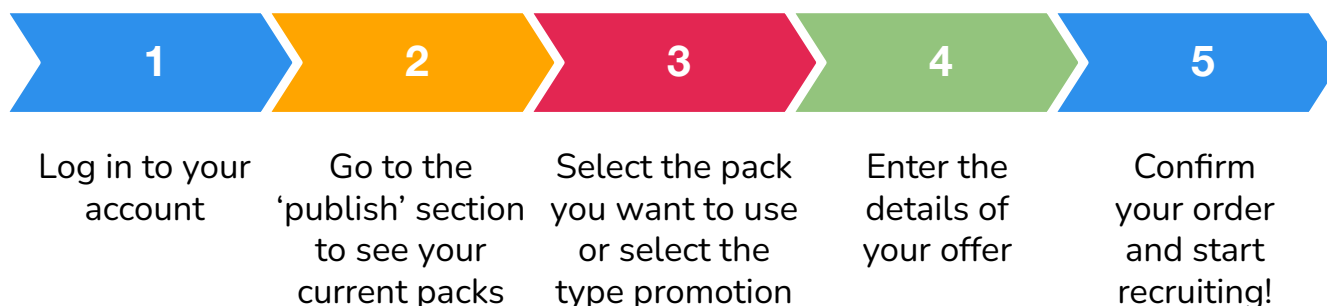 1
2
3
4
5
Log in to your
account
Go to the
‘publish’ section
to see your
current packs
Select the pack
you want to use
or select the
type promotion
Enter the
details of
your offer
Confirm
your order
and start
recruiting!